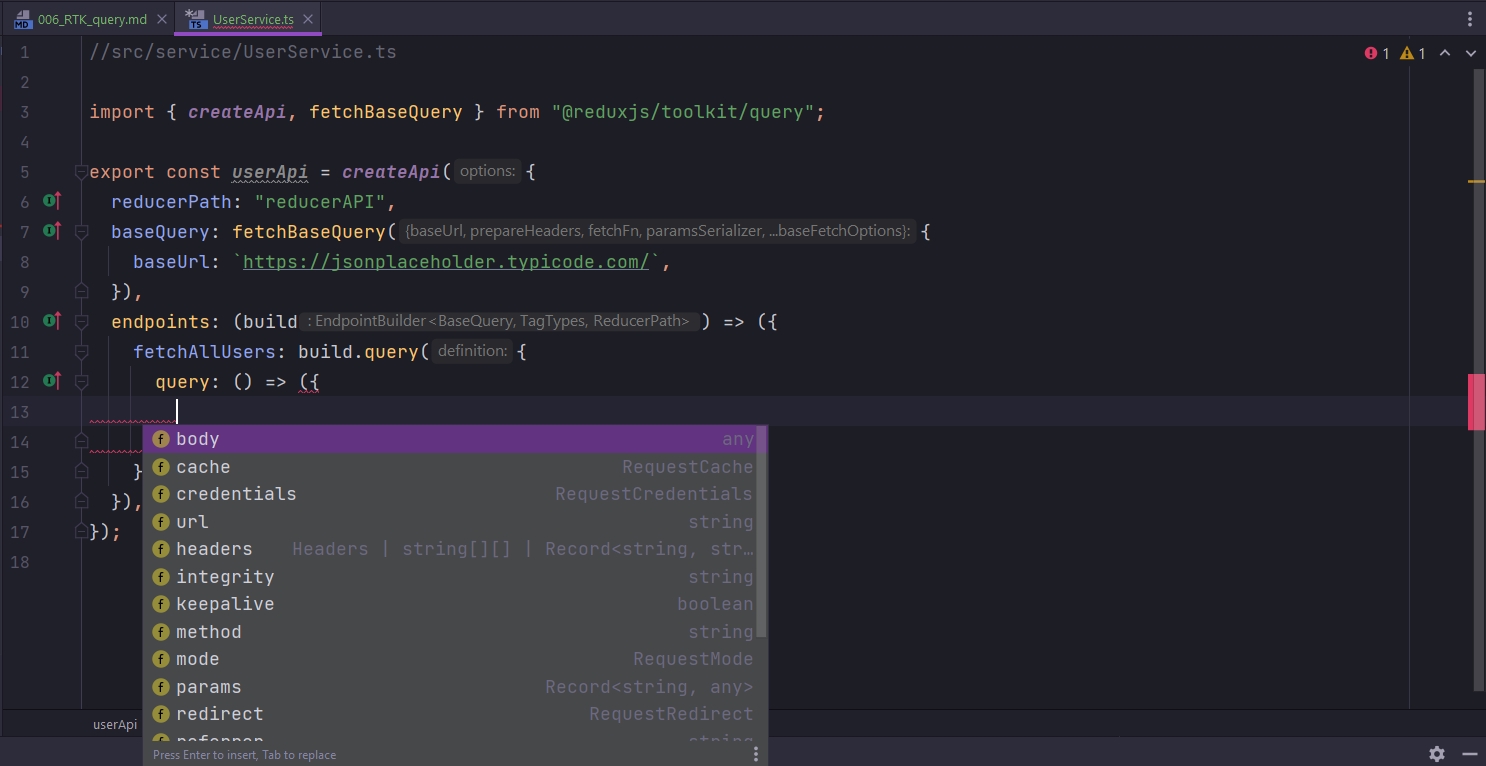 006_RTK_query.md
UserService.ts
1 //src/service/UserService.ts
1 1
2
3 import { createApi, fetchBaseQuery } from "@reduxjs/toolkit/query";
4
5 export const userApi = createApi( options: {
6 reducerPath: "reducerAPI",
7 baseQuery: fetchBaseQuery( {baseUrl, prepareHeaders, fetchFn, paramsSerializer, ...baseFetchOptions}: {
8 baseUrl: `https://jsonplaceholder.typicode.com/`,
9 }),
10 endpoints: (build : EndpointBuilder<BaseQuery, TagTypes, ReducerPath> ) => ({
11 fetchAllUsers: build.query( definition: {
12 query: () => ({
13
14
15 }
16 }),
17 });
18
body any
cache RequestCache
credentials RequestCredentials
url string
headers Headers | string[][] | Record<string, str…
integrity string
keepalive boolean
method string
mode RequestMode
params Record<string, any>
redirect RequestRedirect
referrer string
Press Enter to insert, Tab to replace
userApi